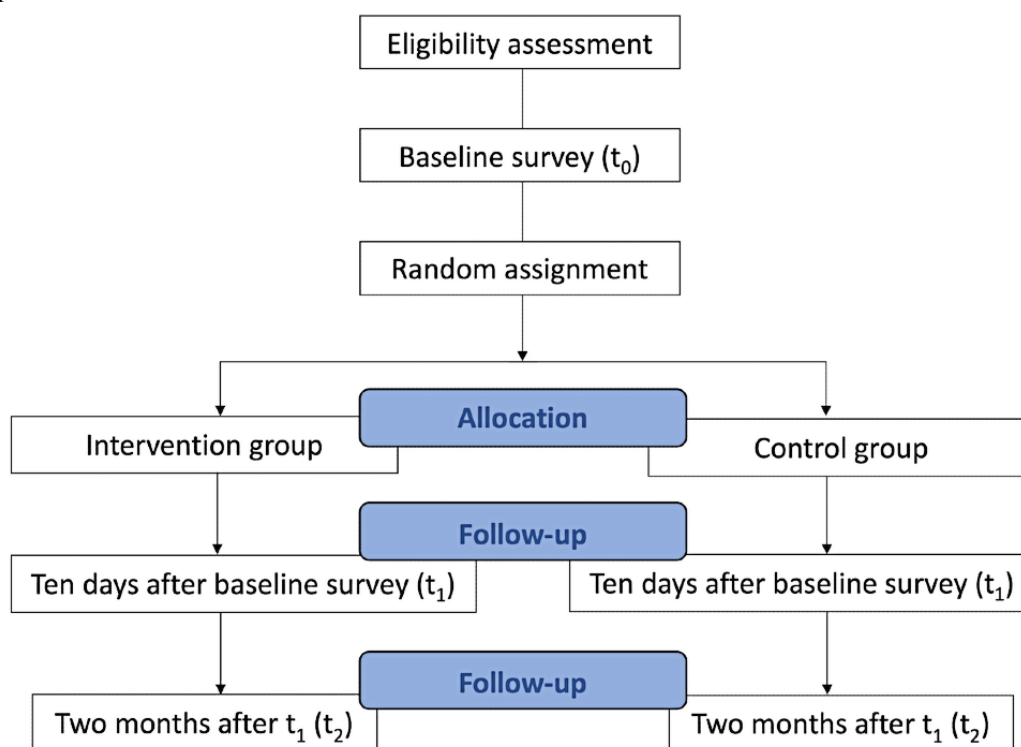 Eligibility assessment
Baseline survey (t₀)
Random assignment
Allocation
Intervention group
Control group
Follow-up
Ten days after baseline survey (t₁)
Ten days after baseline survey (t₁)
Follow-up
Two months after t₁ (t₂)
Two months after t₁ (t₂)